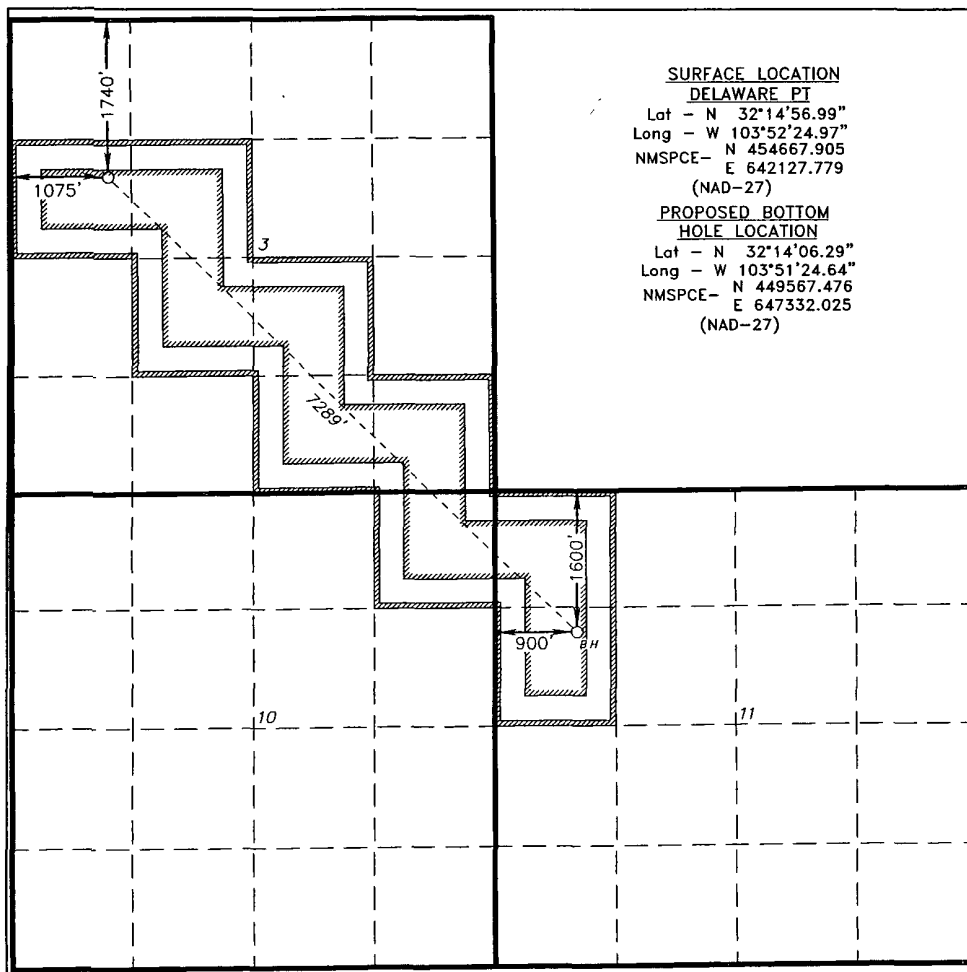 SURFACE LOCATION
DELAWARE PT
Lat - N 32°14'56.99"
Long - W 103°52'24.97"
NMSPCE- N 454667.905
E 642127.779
(NAD-27)
PROPOSED BOTTOM
HOLE LOCATION
Lat - N 32°14'06.29"
Long - W 103°51'24.64"
NMSPCE- N 449567.476
E 647332.025
(NAD-27)
1740'
1075'
3
7289'
1600'
900'
BH
10
11